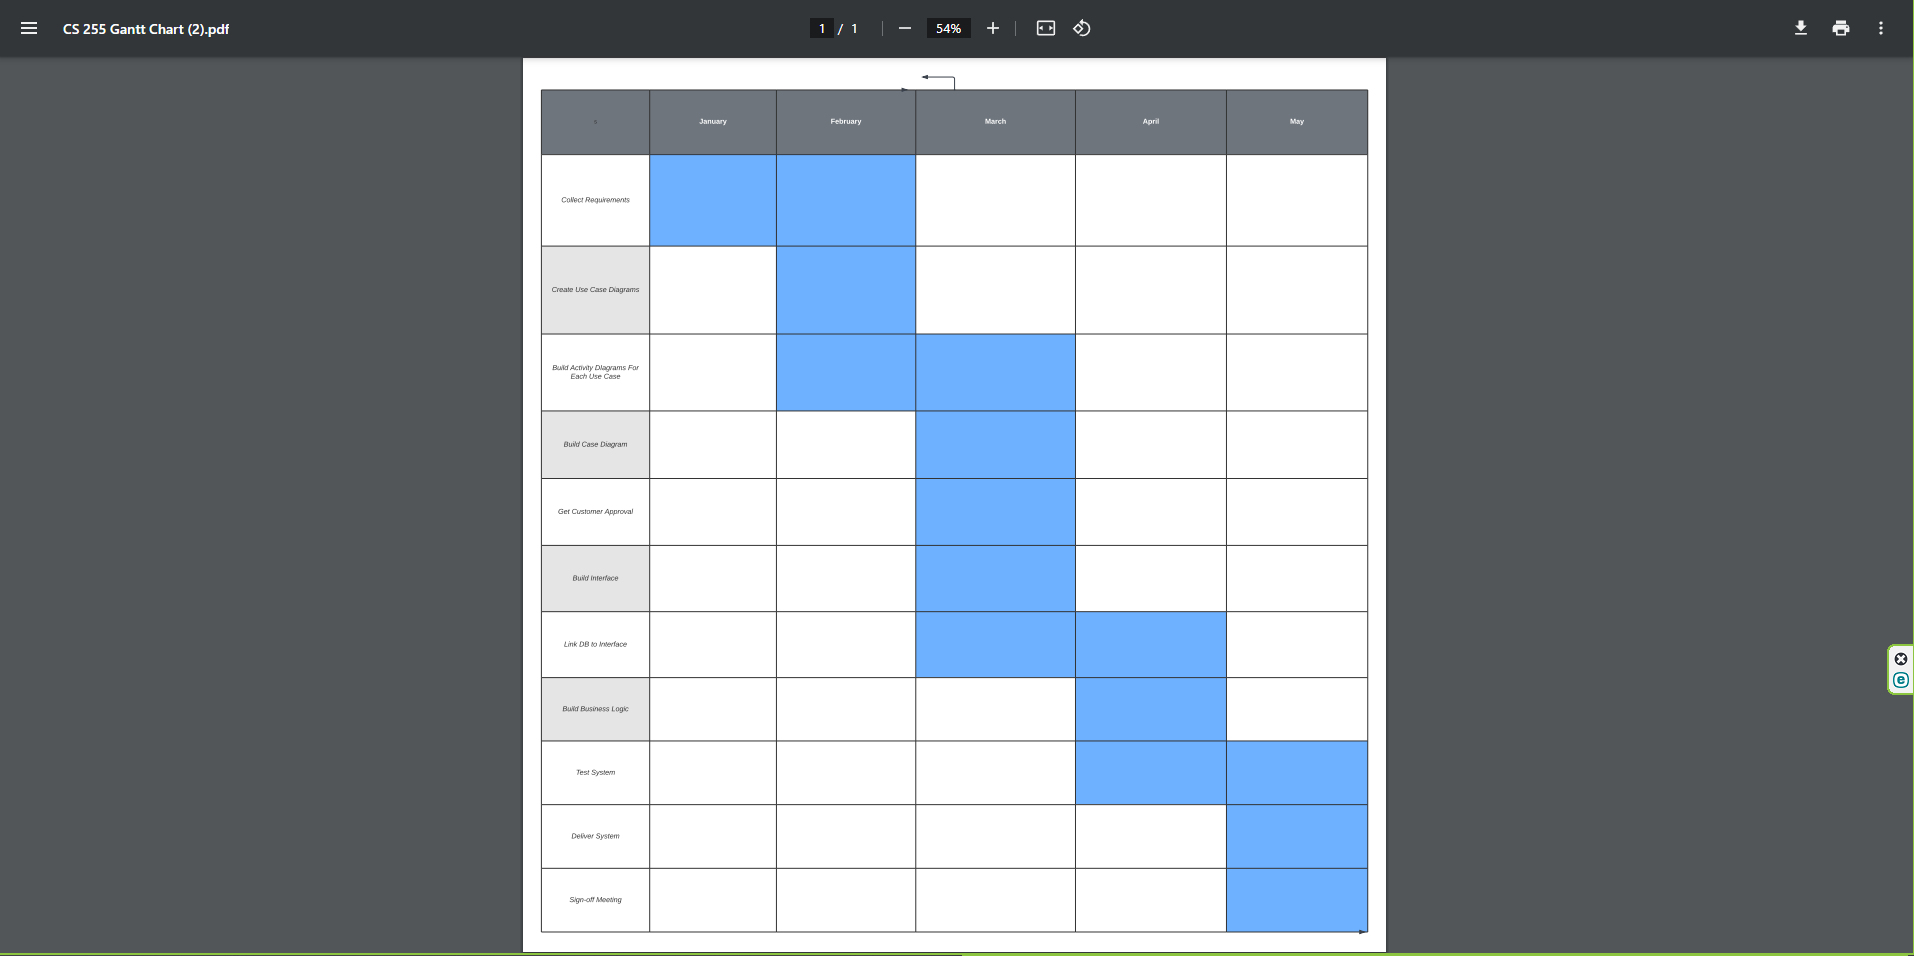 CS 255 Gantt Chart (2).pdf
1 / 1
54%
January February March April May
Collect Requirements
Create Use Case Diagrams
Build Activity Diagrams For
Each Use Case
Build Case Diagram
Get Customer Approval
Build Interface
Link DB to Interface
Build Business Logic
Test System
Deliver System
Sign-off Meeting